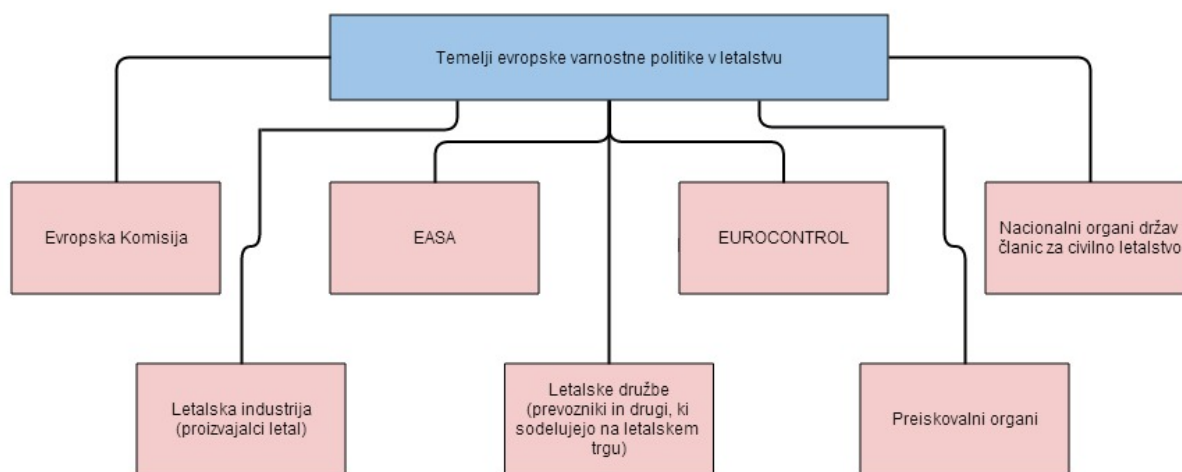 Temelji evropske varnostne politike v letalstvu
Evropska Komisija
EASA
EUROCONTROL
Nacionalni organi držav
članic za civilno letalstvo
Letalska industrija
(proizvajalci letal)
Letalske družbe
(prevozniki in drugi, ki
sodelujejo na letalskem
trgu)
Preiskovalni organi